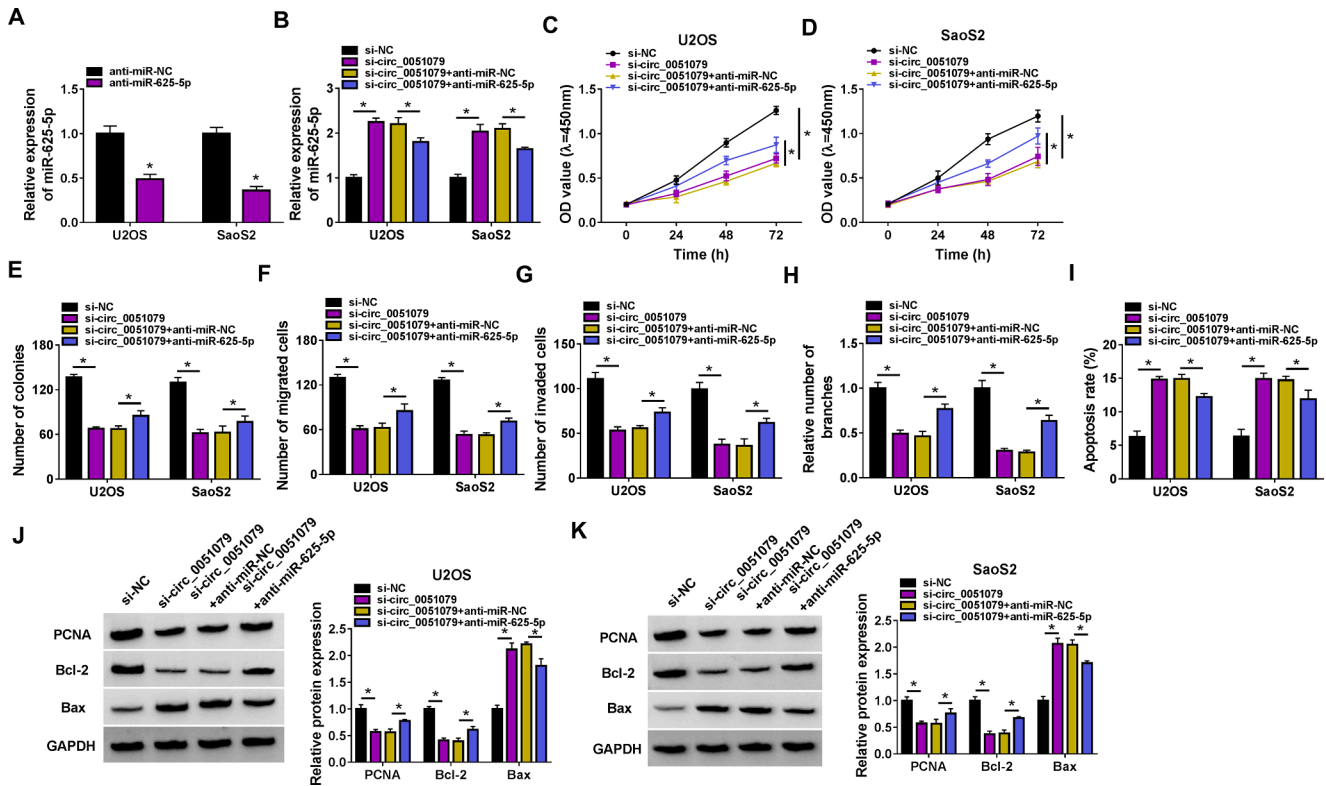 A
anti-miR-NC
anti-miR-625-5p
Relative expression
of miR-625-5p
1.5
1.0
0.5
0.0
*
*
U2OS
SaoS2
B
si-NC
si-circ_0051079
si-circ_0051079+anti-miR-NC
si-circ_0051079+anti-miR-625-5p
Relative expression
of miR-625-5p
3
2
1
0
*
*
*
*
U2OS
SaoS2
C
U2OS
si-NC
si-circ_0051079
si-circ_0051079+anti-miR-NC
si-circ_0051079+anti-miR-625-5p
OD value (λ=450nm)
1.5
1.0
0.5
0.0
*
*
0 24 48 72
Time (h)
D
SaoS2
si-NC
si-circ_0051079
si-circ_0051079+anti-miR-NC
si-circ_0051079+anti-miR-625-5p
OD value (λ=450nm)
1.5
1.0
0.5
0.0
*
*
0 24 48 72
Time (h)
E
si-NC
si-circ_0051079
si-circ_0051079+anti-miR-NC
si-circ_0051079+anti-miR-625-5p
Number of colonies
180
120
60
0
*
*
*
*
U2OS
SaoS2
F
si-NC
si-circ_0051079
si-circ_0051079+anti-miR-NC
si-circ_0051079+anti-miR-625-5p
Number of migrated cells
180
120
60
0
*
*
*
*
U2OS
SaoS2
G
si-NC
si-circ_0051079
si-circ_0051079+anti-miR-NC
si-circ_0051079+anti-miR-625-5p
Number of invaded cells
150
100
50
0
*
*
*
*
U2OS
SaoS2
H
si-NC
si-circ_0051079
si-circ_0051079+anti-miR-NC
si-circ_0051079+anti-miR-625-5p
Relative number of
branches
1.5
1.0
0.5
0.0
*
*
*
*
U2OS
SaoS2
I
si-NC
si-circ_0051079
si-circ_0051079+anti-miR-NC
si-circ_0051079+anti-miR-625-5p
Apoptosis rate (%)
20
15
10
5
0
*
*
*
*
U2OS
SaoS2
J
si-NC
si-circ_0051079
si-circ_0051079
+anti-miR-NC
si-circ_0051079
+anti-miR-625-5p
PCNA
Bcl-2
Bax
GAPDH
U2OS
si-NC
si-circ_0051079
si-circ_0051079+anti-miR-NC
si-circ_0051079+anti-miR-625-5p
Relative protein expression
2.5
2.0
1.5
1.0
0.5
0.0
*
*
*
*
*
*
PCNA
Bcl-2
Bax
K
si-NC
si-circ_0051079
si-circ_0051079
+anti-miR-NC
si-circ_0051079
+anti-miR-625-5p
PCNA
Bcl-2
Bax
GAPDH
SaoS2
si-NC
si-circ_0051079
si-circ_0051079+anti-miR-NC
si-circ_0051079+anti-miR-625-5p
Relative protein expression
2.5
2.0
1.5
1.0
0.5
0.0
*
*
*
*
*
*
PCNA
Bcl-2
Bax